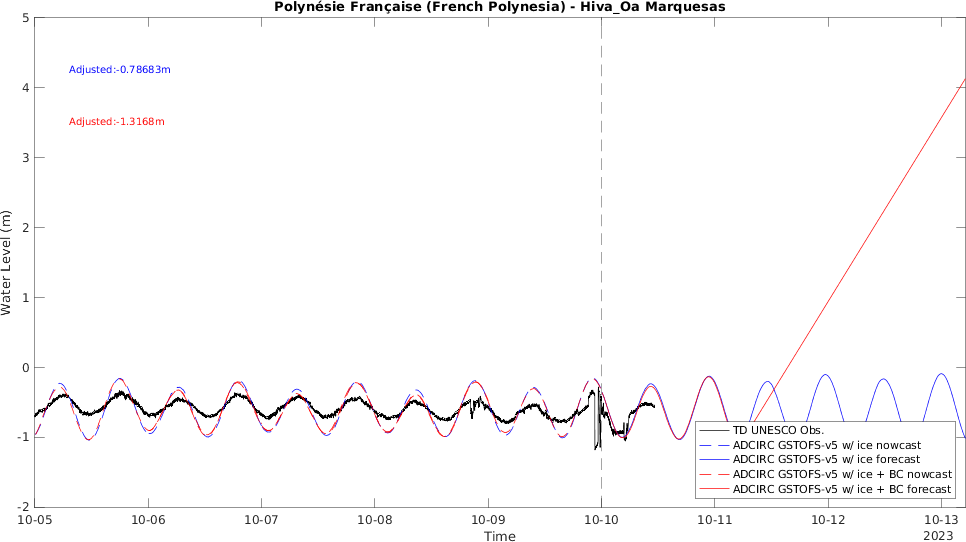 Polynésie Française (French Polynesia) - Hiva_Oa Marquesas
5
4
3
2
1
0
-1
-2
Water Level (m)
Adjusted:-0.78683m
Adjusted:-1.3168m
TD UNESCO Obs.
ADCIRC GSTOFS-v5 w/ ice nowcast
ADCIRC GSTOFS-v5 w/ ice forecast
ADCIRC GSTOFS-v5 w/ ice + BC nowcast
ADCIRC GSTOFS-v5 w/ ice + BC forecast
10-05 10-06 10-07 10-08 10-09 10-10 10-11 10-12 10-13
Time
2023